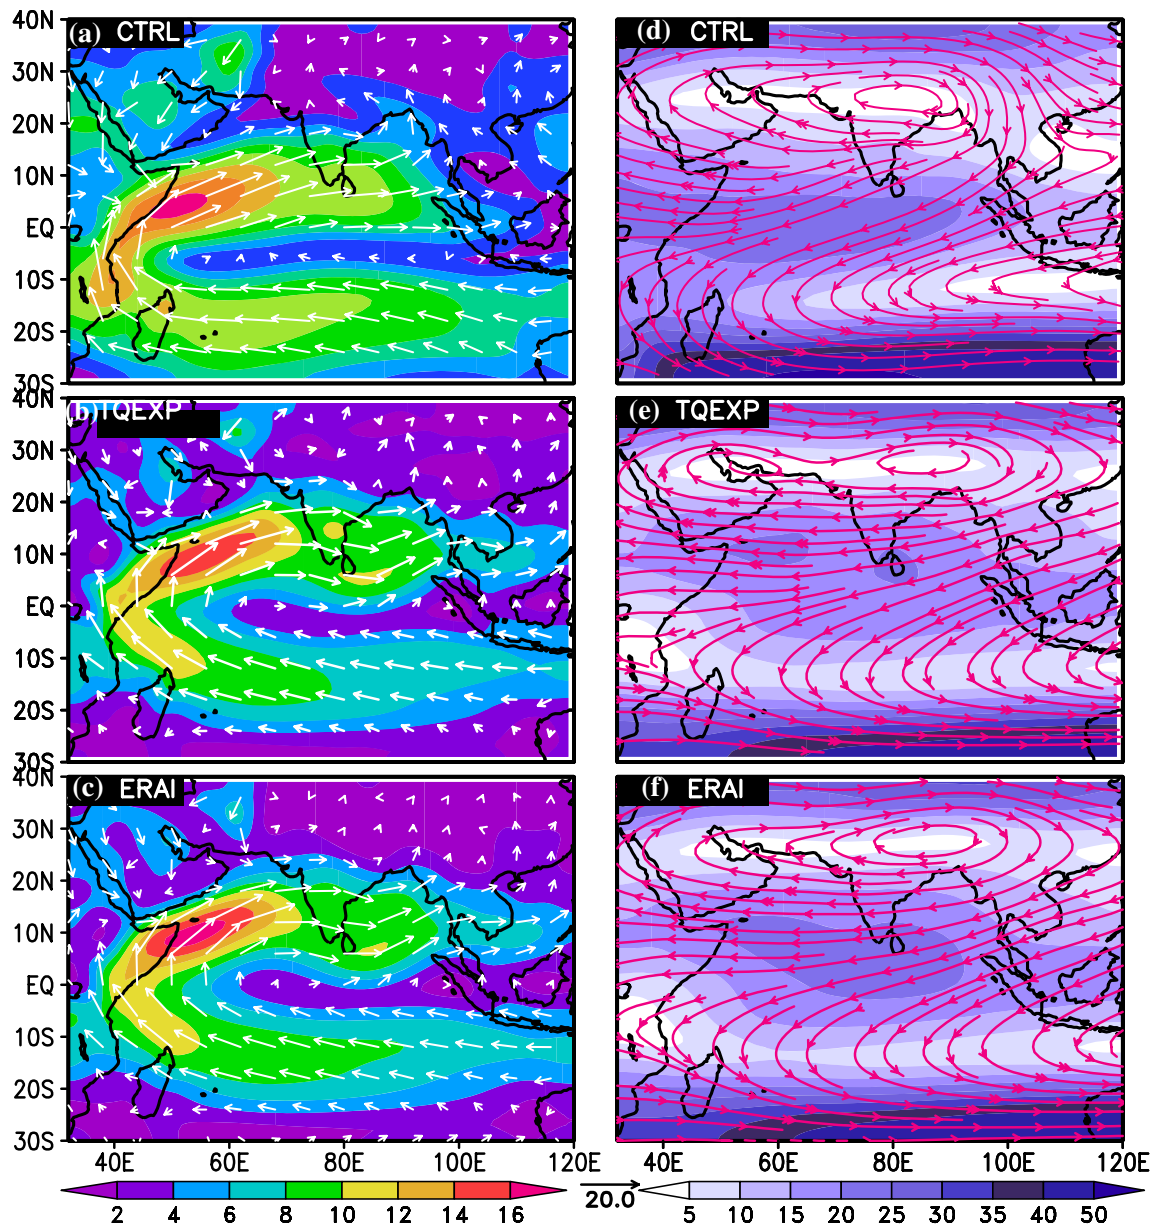 40N (a) CTRL (d) CTRL
30N
20N
10N
EQ
10S
20S
30S
40N (b) TQEXP (e) TQEXP
30N
20N
10N
EQ
10S
20S
30S
40N (c) ERAI (f) ERAI
30N
20N
10N
EQ
10S
20S
30S
40E 60E 80E 100E 120E 40E 60E 80E 100E 120E
2 4 6 8 10 12 14 16 20.0 5 10 15 20 25 30 35 40 50